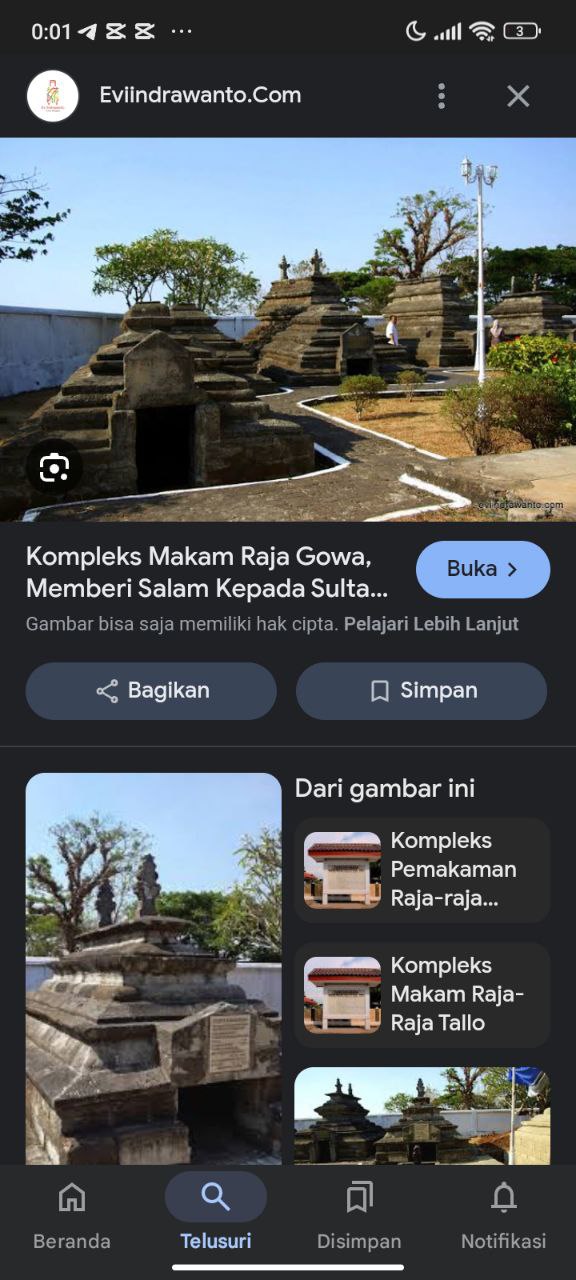 0:01
3
Eviindrawanto.Com
eviindrawanto.com
Kompleks Makam Raja Gowa,
Memberi Salam Kepada Sulta...
Buka
Gambar bisa saja memiliki hak cipta. Pelajari Lebih Lanjut
Bagikan
Simpan
Dari gambar ini
Kompleks
Pemakaman
Raja-raja...
Kompleks
Makam Raja-
Raja Tallo
Beranda
Telusuri
Disimpan
Notifikasi